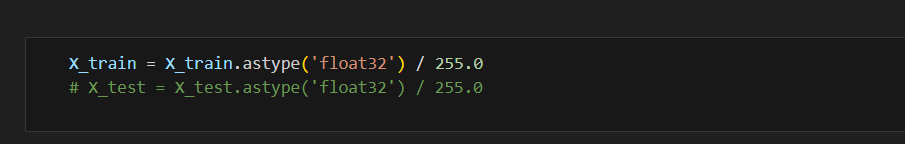 X_train = X_train.astype('float32') / 255.0
# X_test = X_test.astype('float32') / 255.0